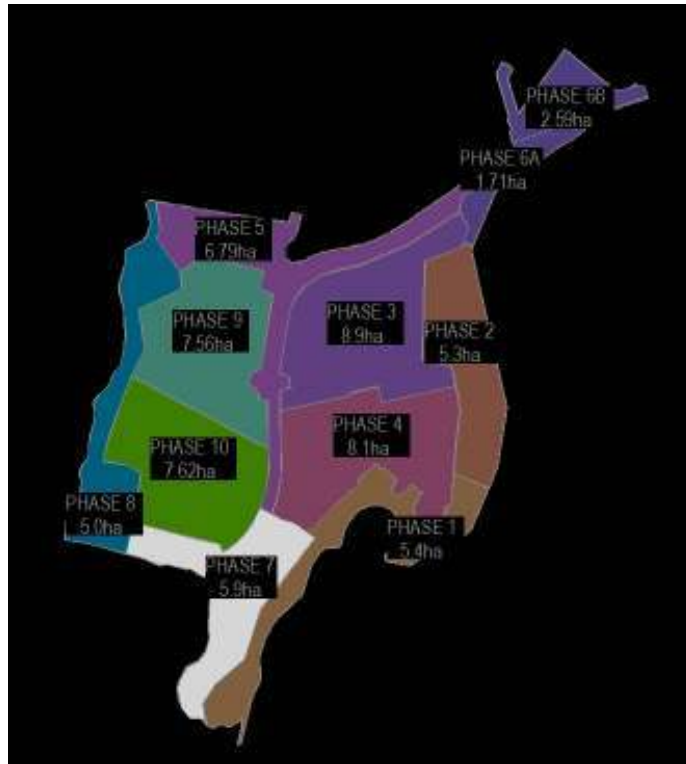 PHASE 6B
2.59ha
PHASE 6A
1.71ha
PHASE 5
6.79ha
PHASE 9
7.56ha
PHASE 3
8.9ha
PHASE 2
5.3ha
PHASE 4
8.1ha
PHASE 10
7.62ha
PHASE 8
5.0ha
PHASE 1
5.4ha
PHASE 7
5.9ha